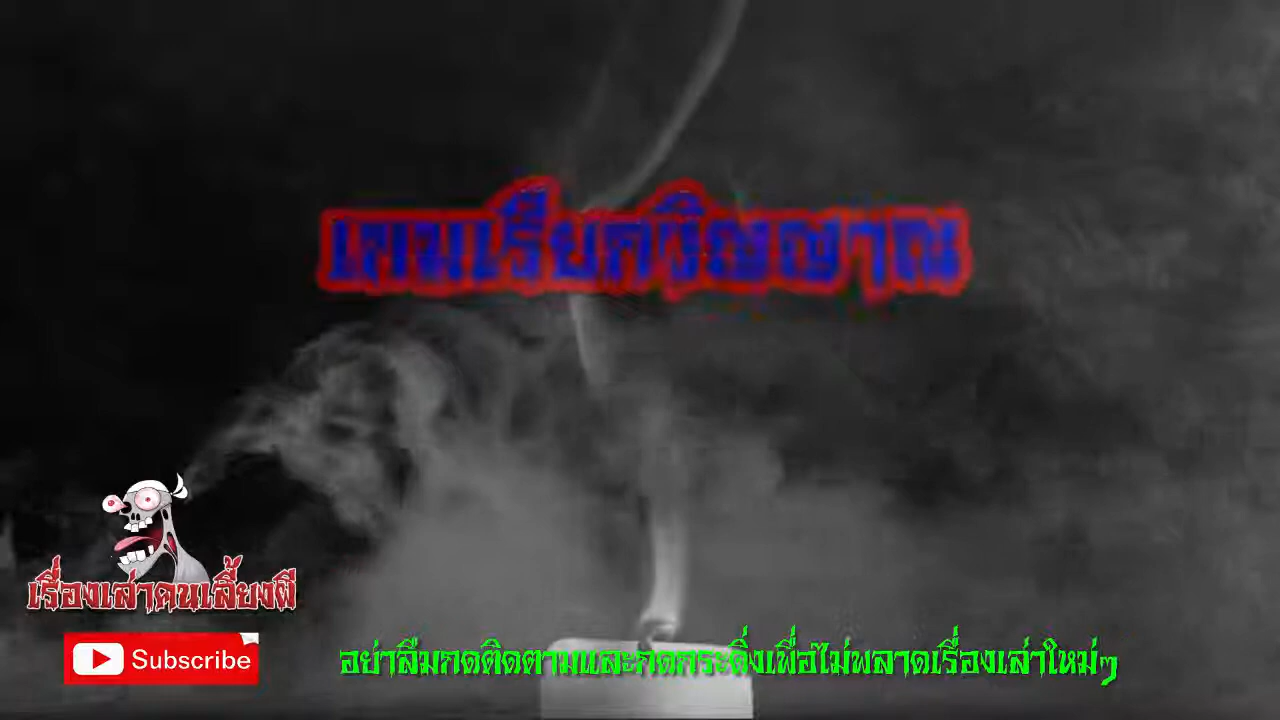 เกมเรียกวิญญาณ
เรื่องเล่าคนเลี้ยงผี
Subscribe
อย่าลืมกดติดตามและกดกระดิ่งเพื่อไม่พลาดเรื่องเล่าใหม่ๆ